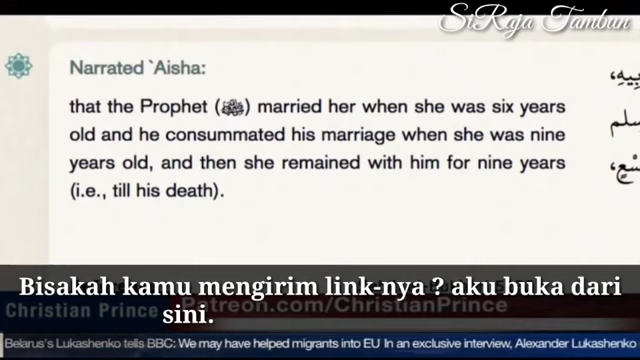 SiRaja Tambun
Narrated `Aisha:
that the Prophet (ﷺ) married her when she was six years
old and he consummated his marriage when she was nine
years old, and then she remained with him for nine years
(i.e., till his death).
Bisakah kamu mengirim link-nya ? aku buka dari
sini.
Christian Prince
Patreon.com/ChristianPrince
Belarus's Lukashenko tells BBC: We may have helped migrants into EU In an exclusive interview, Alexander Lukashenko